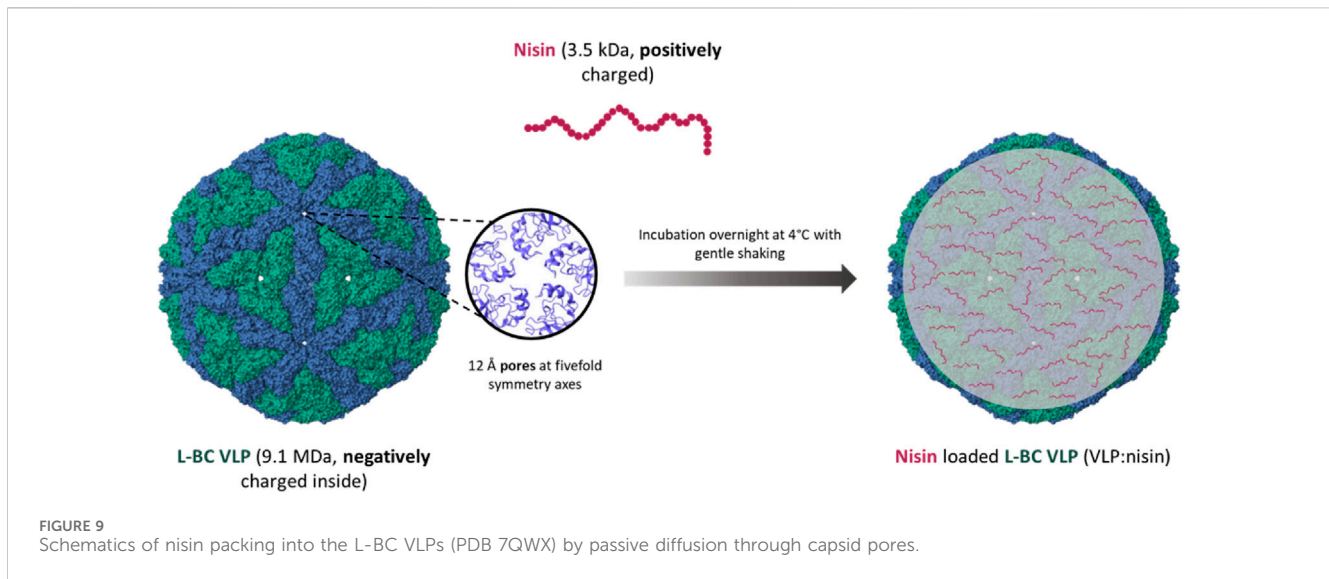 Nisin (3.5 kDa, positively
charged)
Incubation overnight at 4°C with
gentle shaking
12 Å pores at fivefold
symmetry axes
L-BC VLP (9.1 MDa, negatively
charged inside)
Nisin loaded L-BC VLP (VLP:nisin)
FIGURE 9
Schematics of nisin packing into the L-BC VLPs (PDB 7QWX) by passive diffusion through capsid pores.